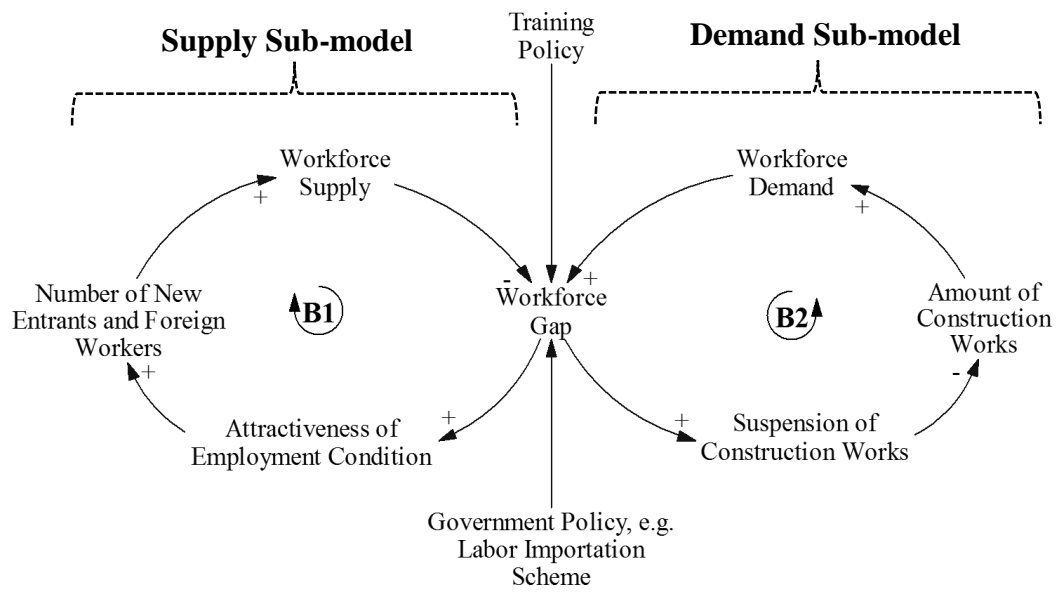 Supply Sub-model
Training
Policy
Demand Sub-model
Workforce
Supply
+
-
Workforce
Demand
+
+
Number of New
Entrants and Foreign
Workers
+
B1
Workforce
Gap
B2
Amount of
Construction
Works
-
Attractiveness of
Employment Condition
+
Suspension of
Construction Works
+
Government Policy, e.g.
Labor Importation
Scheme